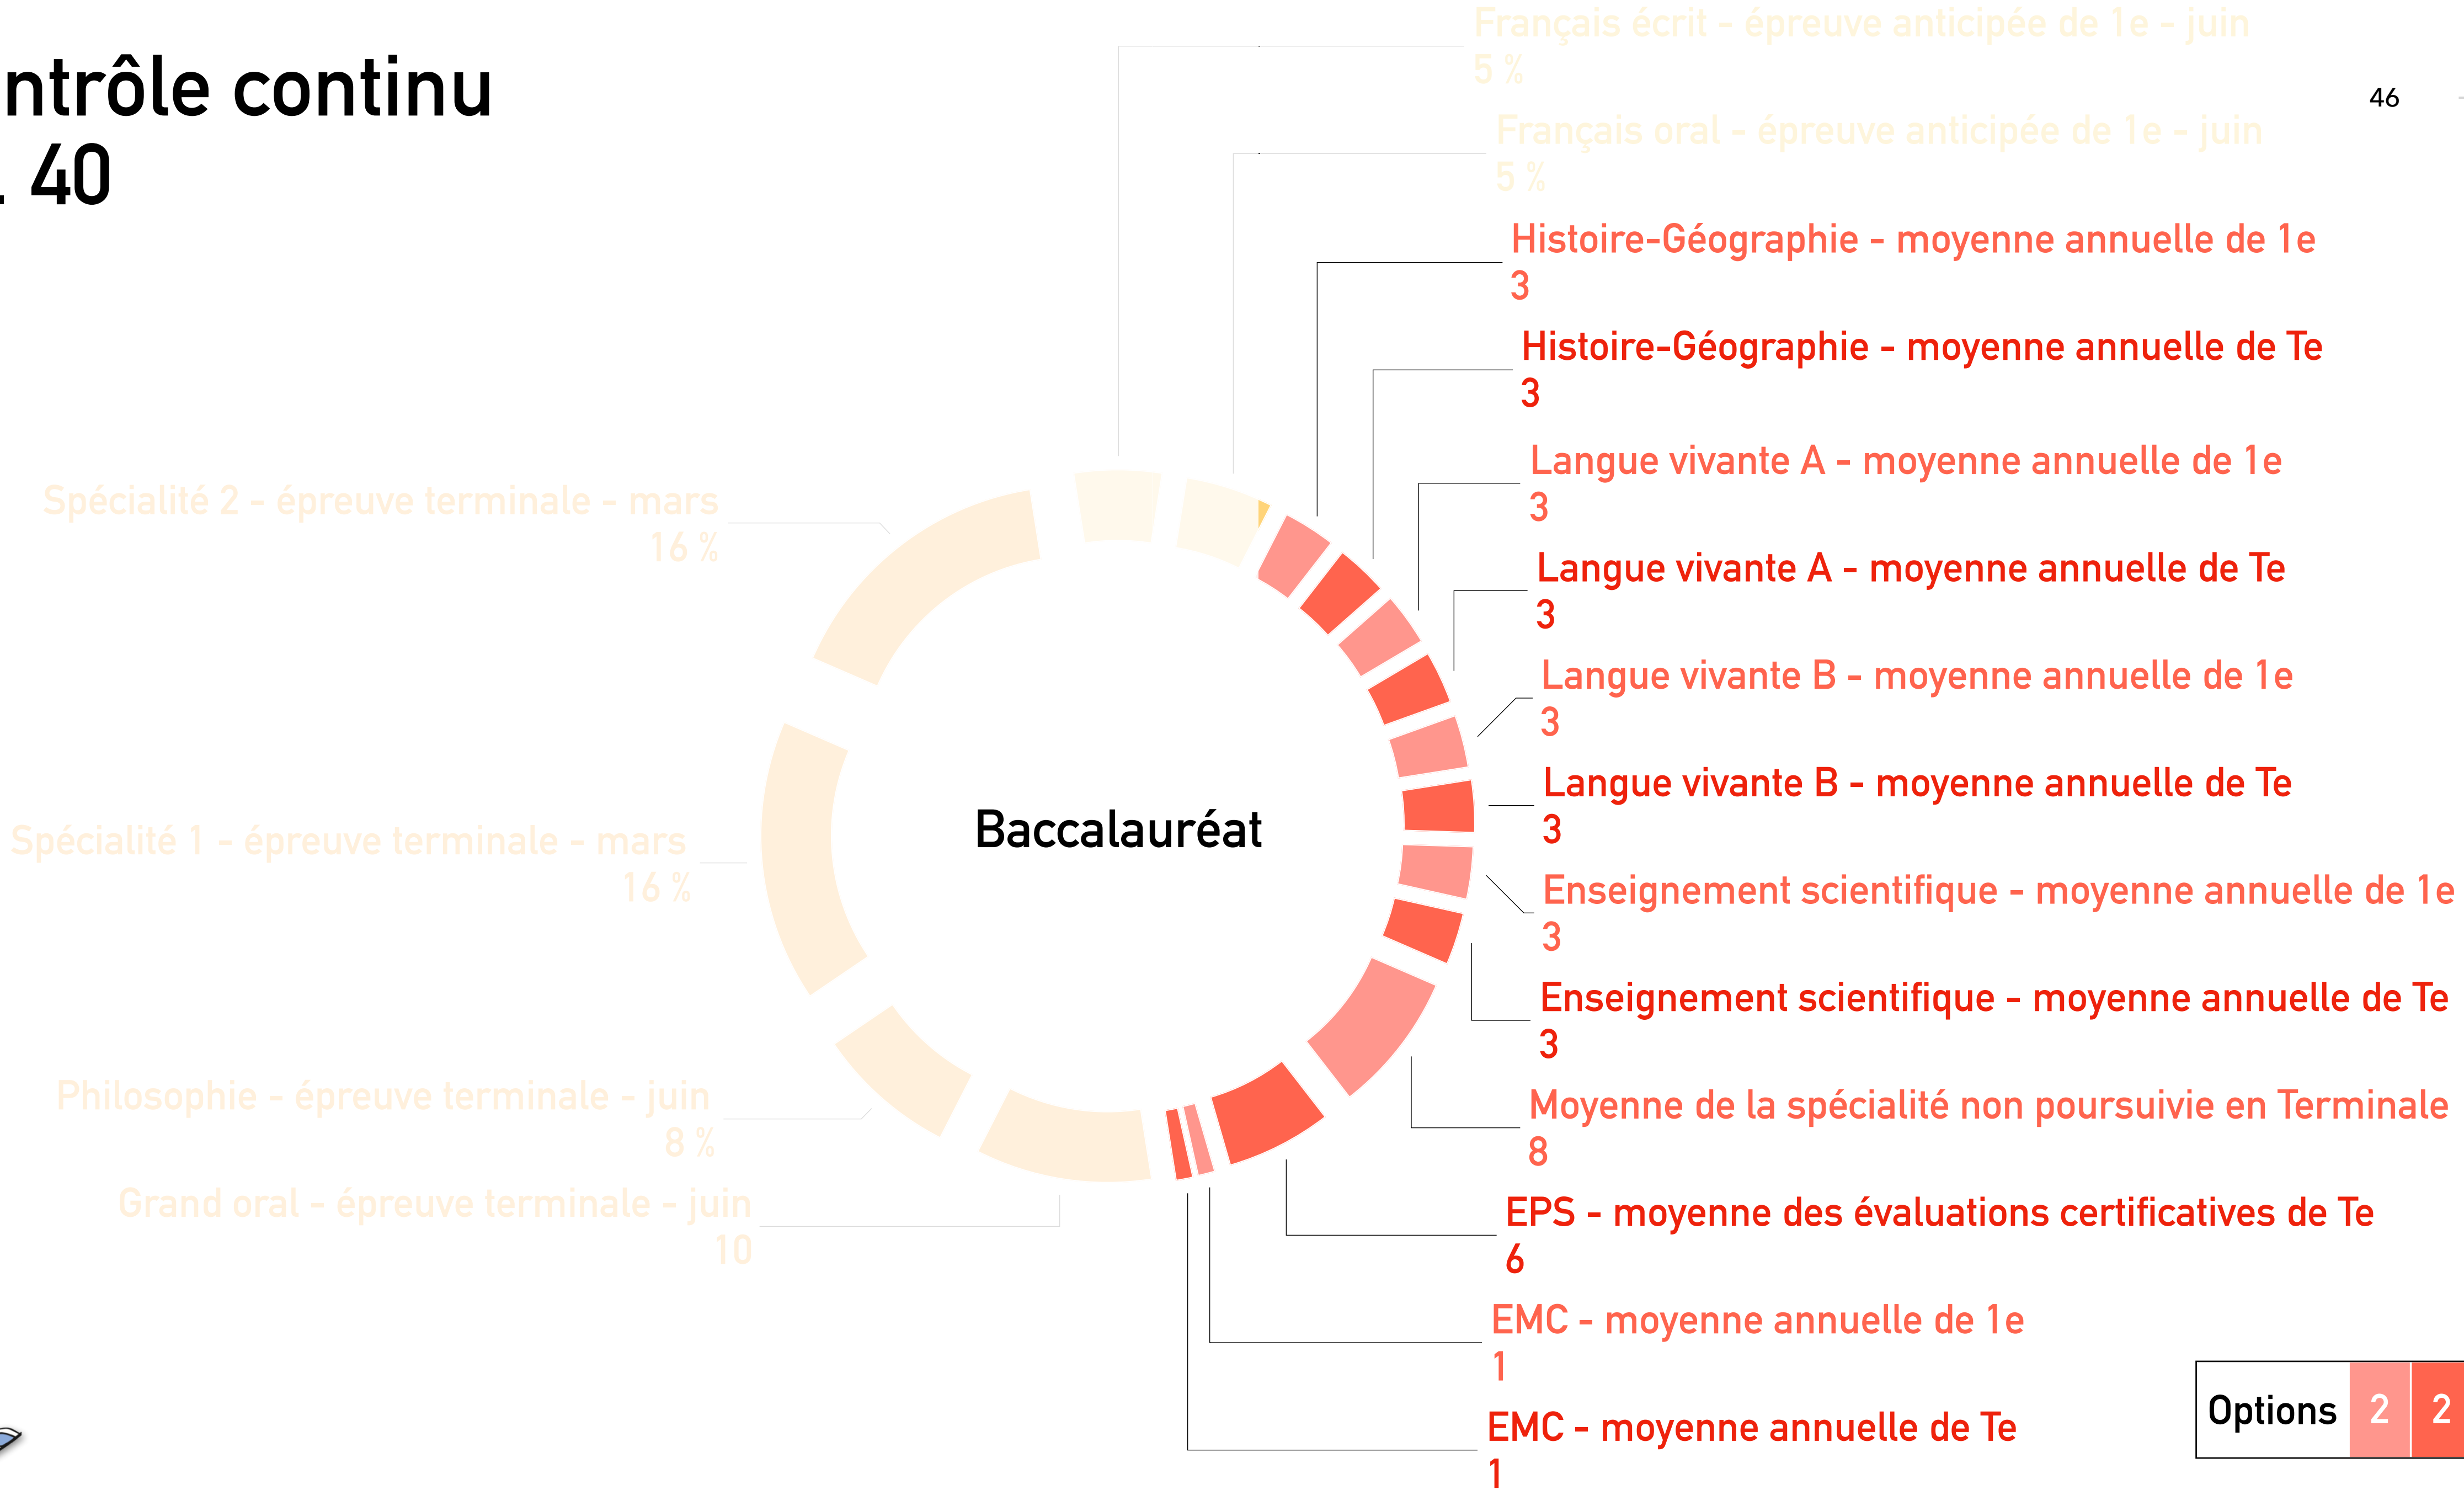 ntrôle continu
. 40
46
Français écrit - épreuve anticipée de 1e - juin
5 %
Français oral - épreuve anticipée de 1e - juin
5 %
Histoire-Géographie - moyenne annuelle de 1e
3
Histoire-Géographie - moyenne annuelle de Te
3
Langue vivante A - moyenne annuelle de 1e
3
Langue vivante A - moyenne annuelle de Te
3
Langue vivante B - moyenne annuelle de 1e
3
Langue vivante B - moyenne annuelle de Te
3
Enseignement scientifique - moyenne annuelle de 1e
3
Enseignement scientifique - moyenne annuelle de Te
3
Moyenne de la spécialité non poursuivie en Terminale
8
EPS - moyenne des évaluations certificatives de Te
6
EMC - moyenne annuelle de 1e
1
EMC - moyenne annuelle de Te
1
Spécialité 2 - épreuve terminale - mars
16 %
Spécialité 1 - épreuve terminale - mars
16 %
Philosophie - épreuve terminale - juin
8 %
Grand oral - épreuve terminale - juin
10
Baccalauréat
Options 2 2